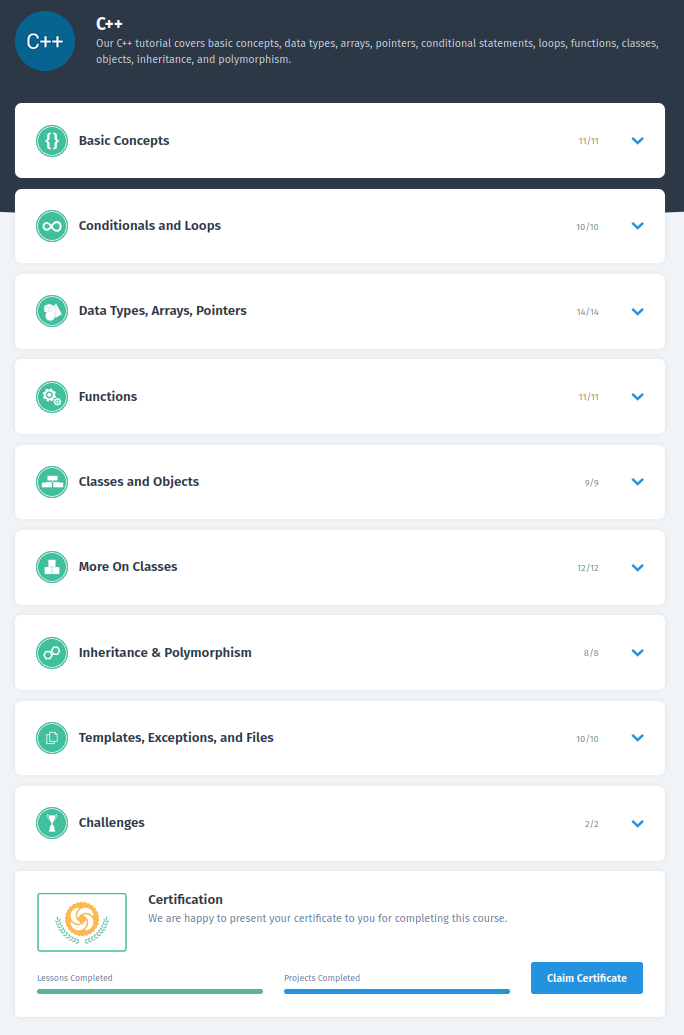 C++
C++
Our C++ tutorial covers basic concepts, data types, arrays, pointers, conditional statements, loops, functions, classes,
objects, inheritance, and polymorphism.
Basic Concepts 11/11
Conditionals and Loops 10/10
Data Types, Arrays, Pointers 14/14
Functions 11/11
Classes and Objects 9/9
More On Classes 12/12
Inheritance & Polymorphism 8/8
Templates, Exceptions, and Files 10/10
Challenges 2/2
Certification
We are happy to present your certificate to you for completing this course.
Lessons Completed Projects Completed Claim Certificate